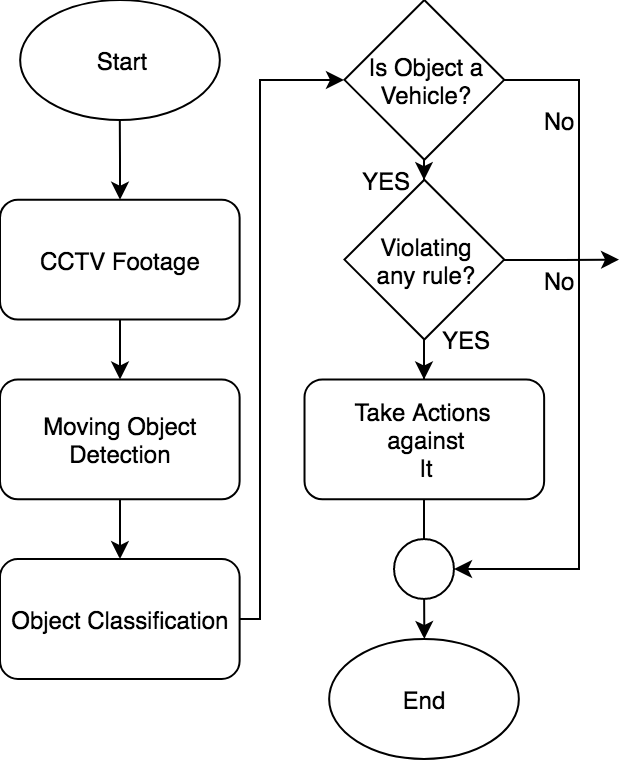 Start
CCTV Footage
Moving Object
Detection
Object Classification
Is Object a
Vehicle?
No
YES
Violating
any rule?
No
YES
Take Actions
against
It
End